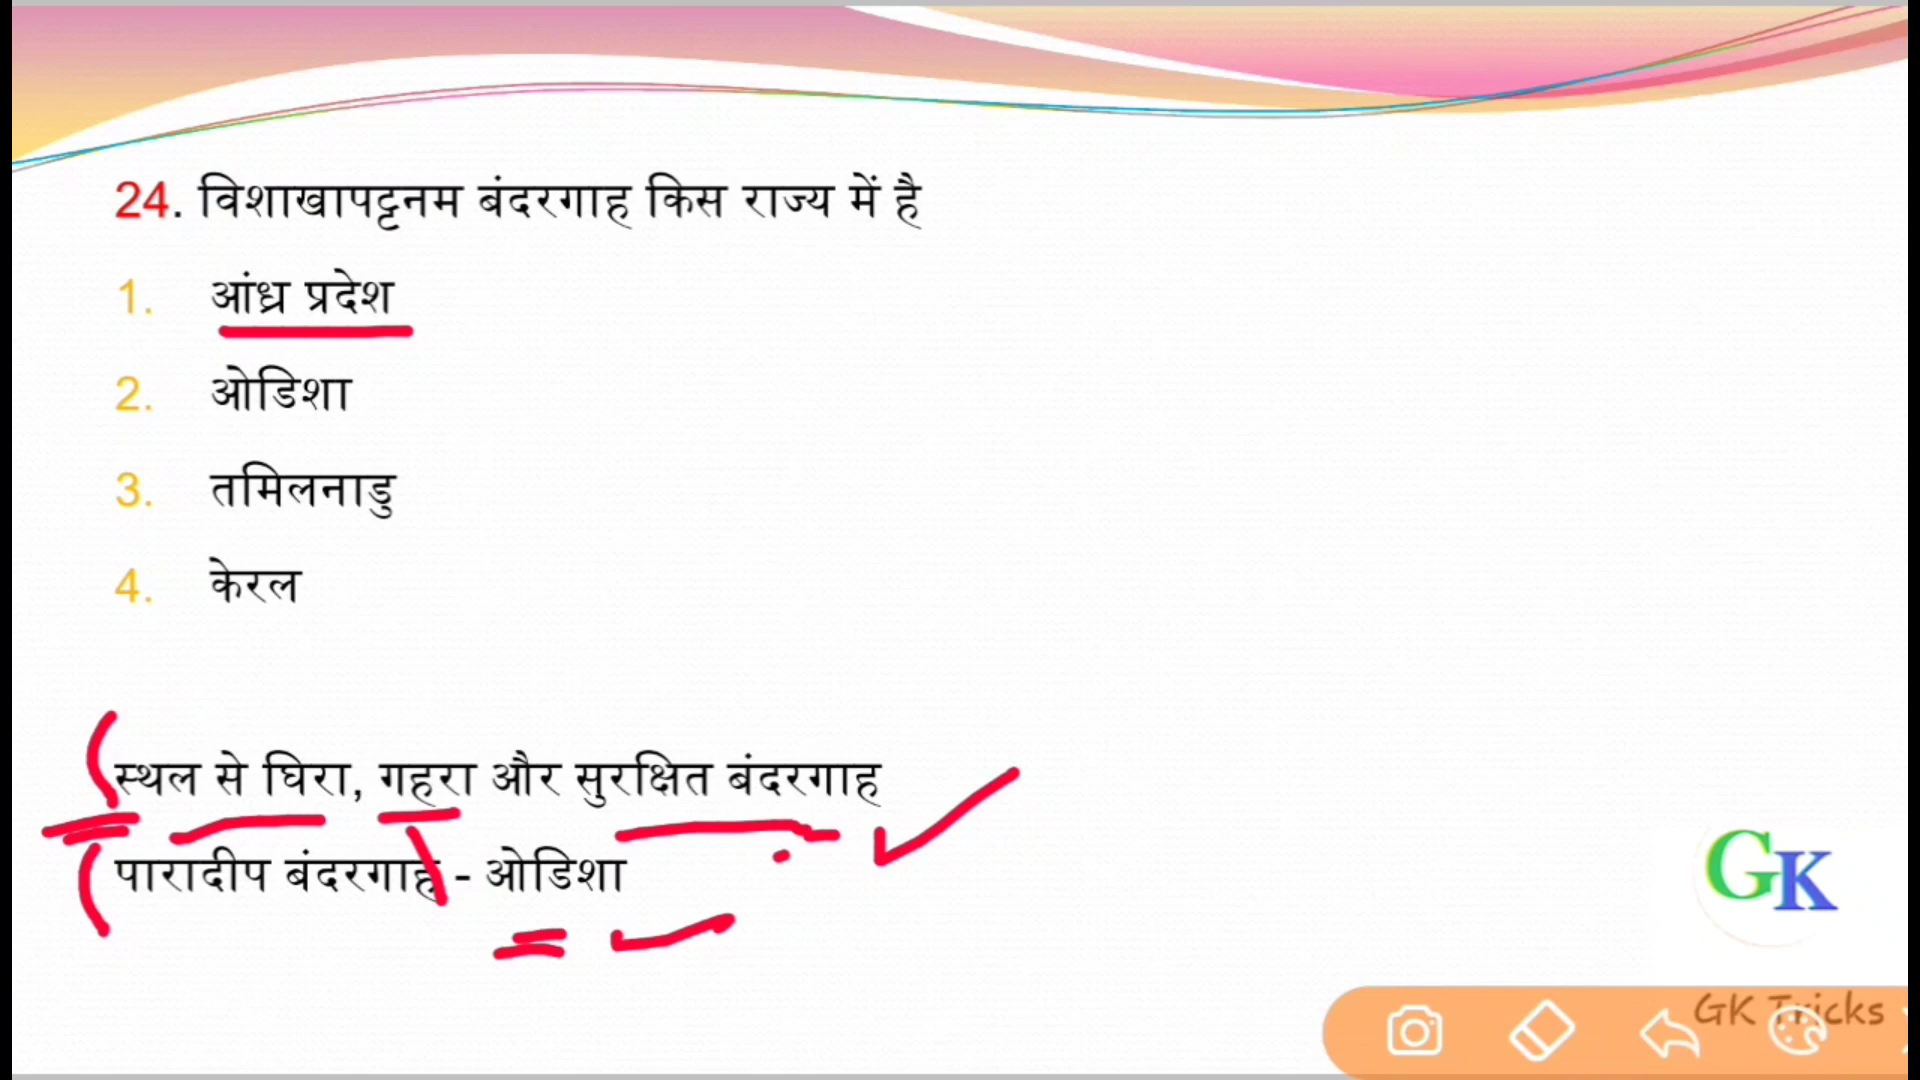 24. विशाखापट्टनम बंदरगाह किस राज्य में है
1. आंध्र प्रदेश
2. ओडिशा
3. तमिलनाडु
4. केरल
स्थल से घिरा, गहरा और सुरक्षित बंदरगाह
पारादीप बंदरगाह - ओडिशा
GK
GK Tricks